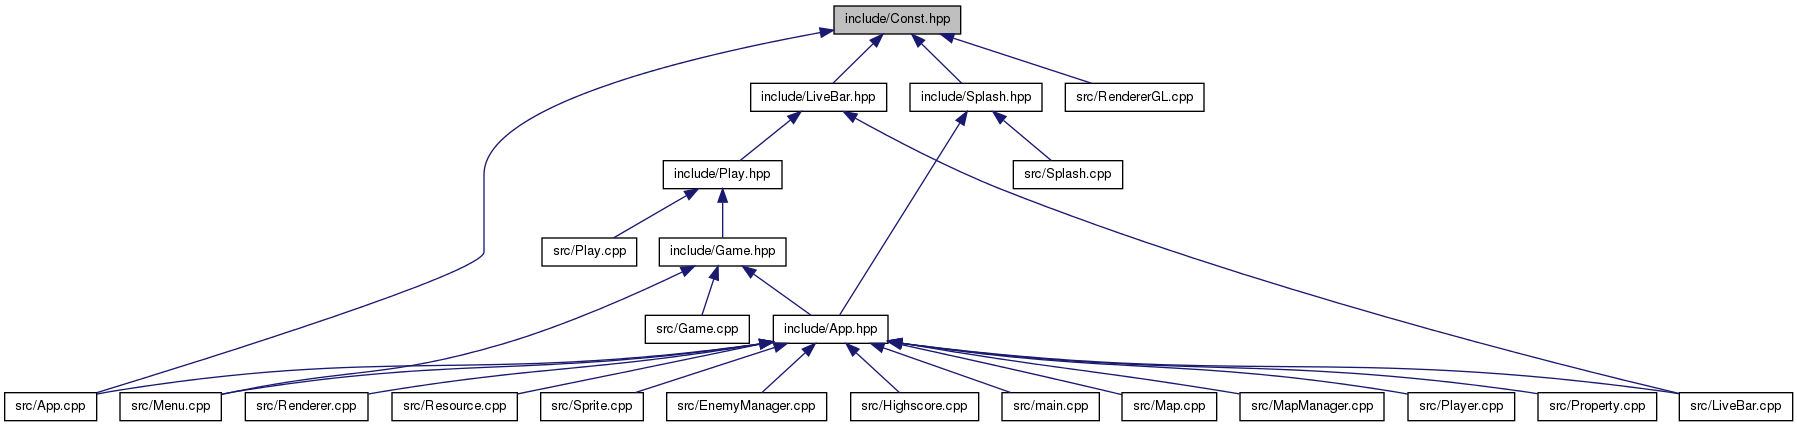 include/Const.hpp
include/LiveBar.hpp
include/Splash.hpp
src/RendererGL.cpp
include/Play.hpp
src/Splash.cpp
src/Play.cpp
include/Game.hpp
src/Game.cpp
include/App.hpp
src/App.cpp
src/Menu.cpp
src/Renderer.cpp
src/Resource.cpp
src/Sprite.cpp
src/EnemyManager.cpp
src/Highscore.cpp
src/main.cpp
src/Map.cpp
src/MapManager.cpp
src/Player.cpp
src/Property.cpp
src/LiveBar.cpp